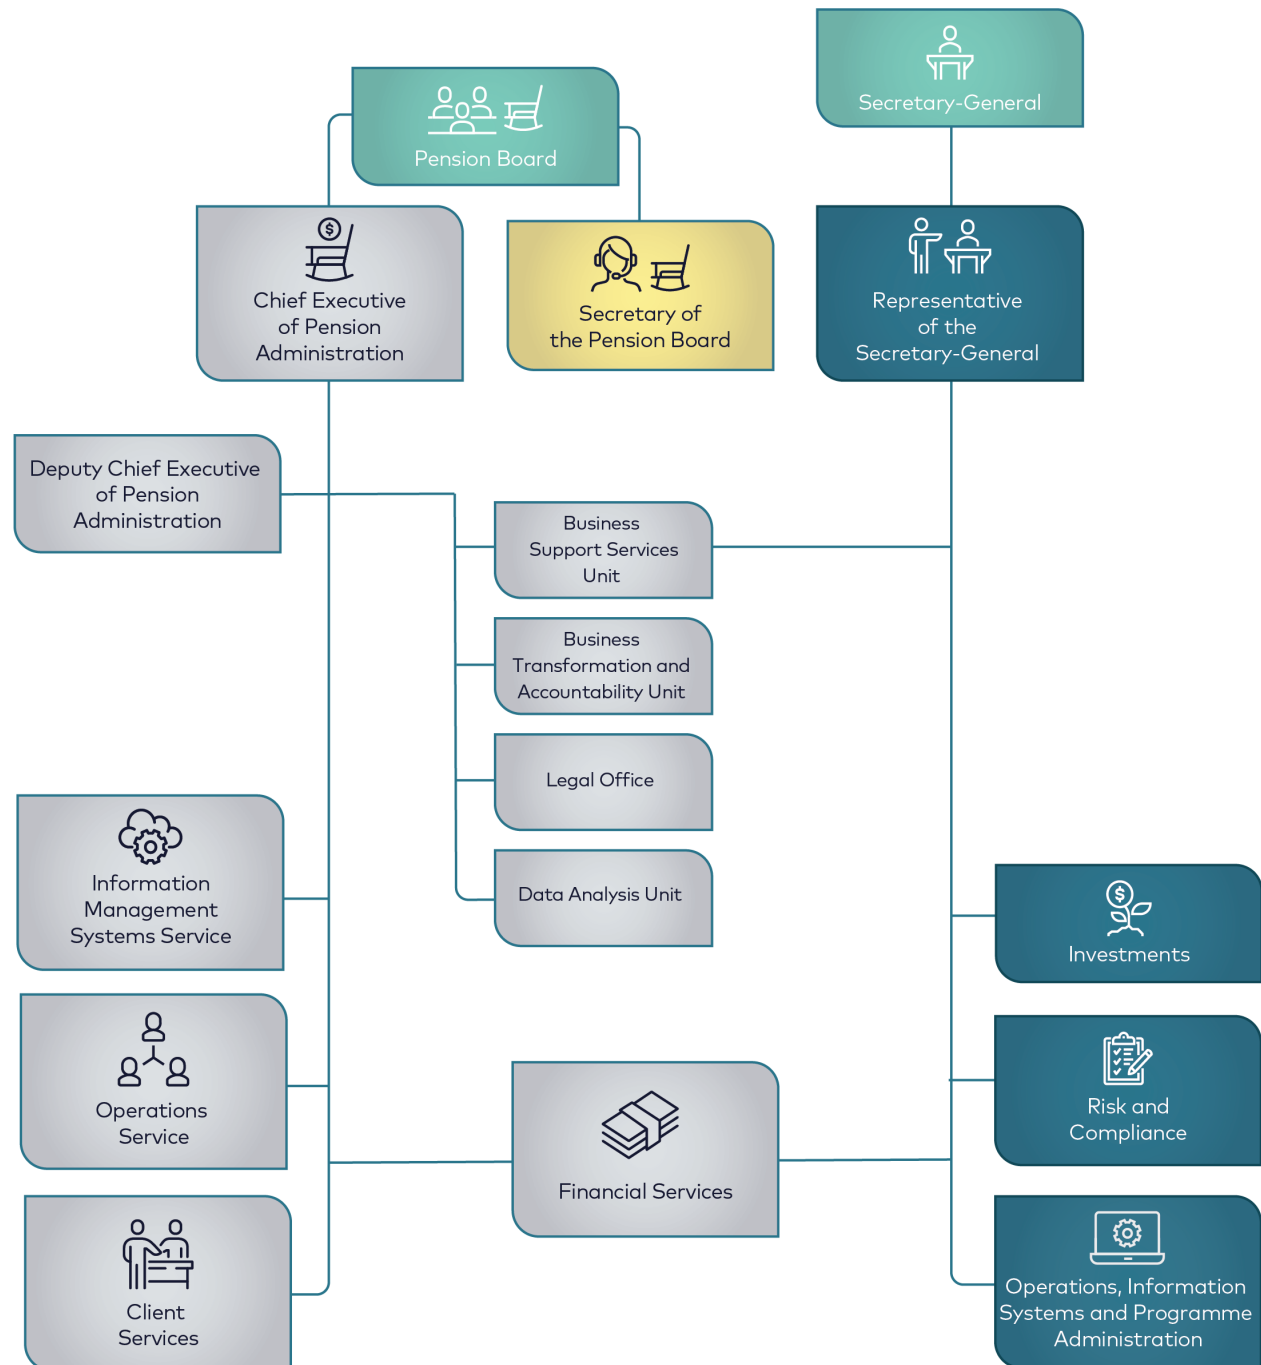 Secretary-General
Pension Board
Chief Executive
of Pension
Administration
Secretary of
the Pension Board
Representative
of the
Secretary-General
Deputy Chief Executive
of Pension
Administration
Business
Support Services
Unit
Business
Transformation and
Accountability Unit
Legal Office
Data Analysis Unit
Information
Management
Systems Service
Investments
Operations
Service
Risk and
Compliance
Financial Services
Client
Services
Operations, Information
Systems and Programme
Administration